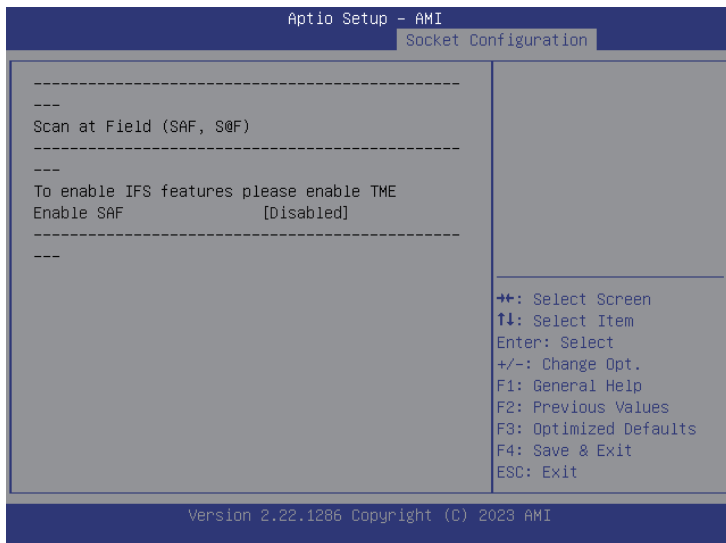 Aptio Setup – AMI
Socket Configuration
------------------------------------------------
---
Scan at Field (SAF, S@F)
------------------------------------------------
---
To enable IFS features please enable TME
Enable SAF [Disabled]
------------------------------------------------
---
→←: Select Screen
↑↓: Select Item
Enter: Select
+/-: Change Opt.
F1: General Help
F2: Previous Values
F3: Optimized Defaults
F4: Save & Exit
ESC: Exit
Version 2.22.1286 Copyright (C) 2023 AMI